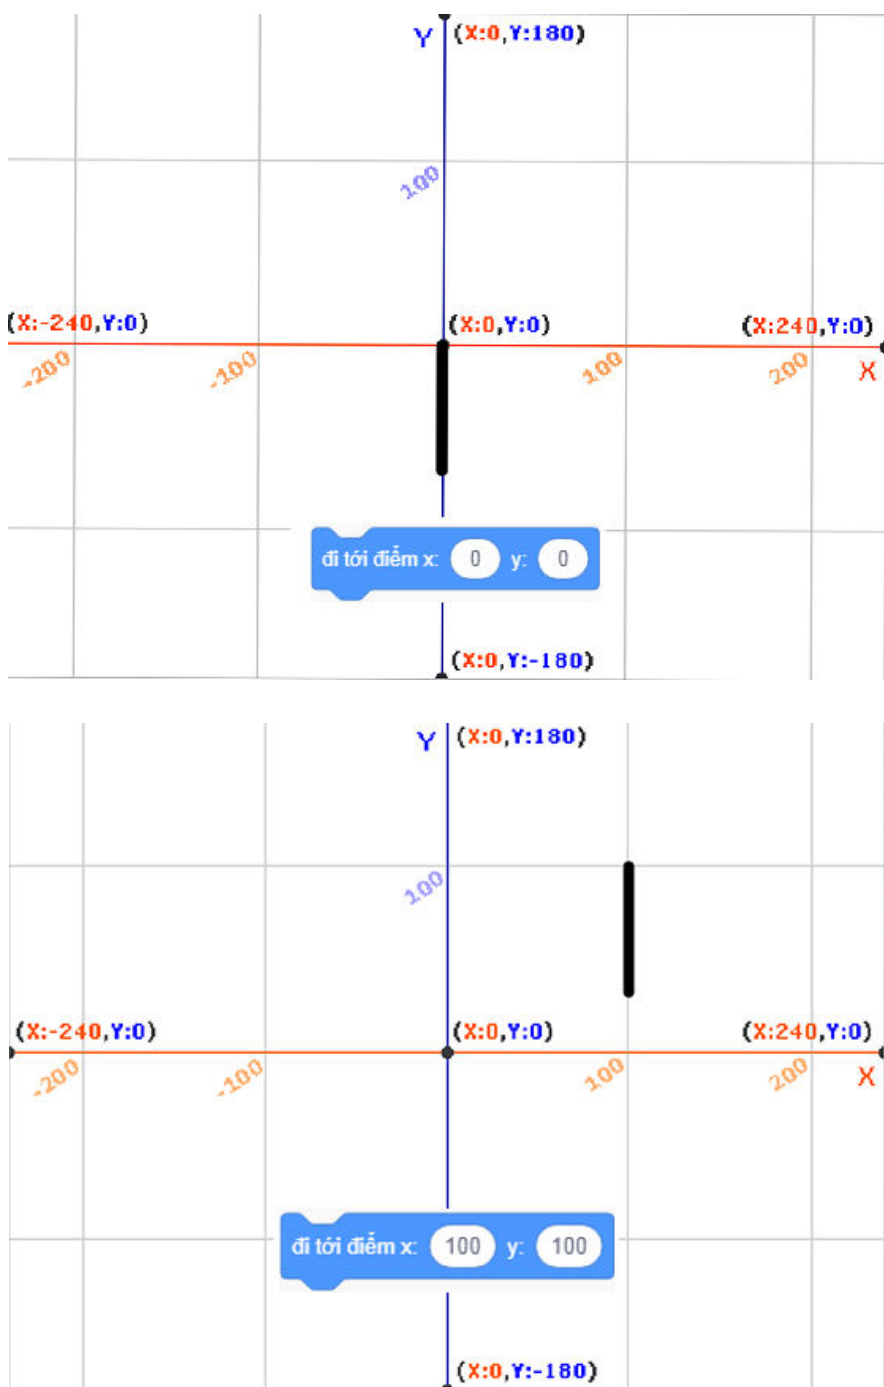 Y (X:0,Y:180)
100
(X:-240,Y:0) (X:0,Y:0) (X:240,Y:0)
-200 -100 100 200 X
đi tới điểm x: 0 y: 0
(X:0,Y:-180)
Y (X:0,Y:180)
100
(X:-240,Y:0) (X:0,Y:0) (X:240,Y:0)
-200 -100 100 200 X
đi tới điểm x: 100 y: 100
(X:0,Y:-180)